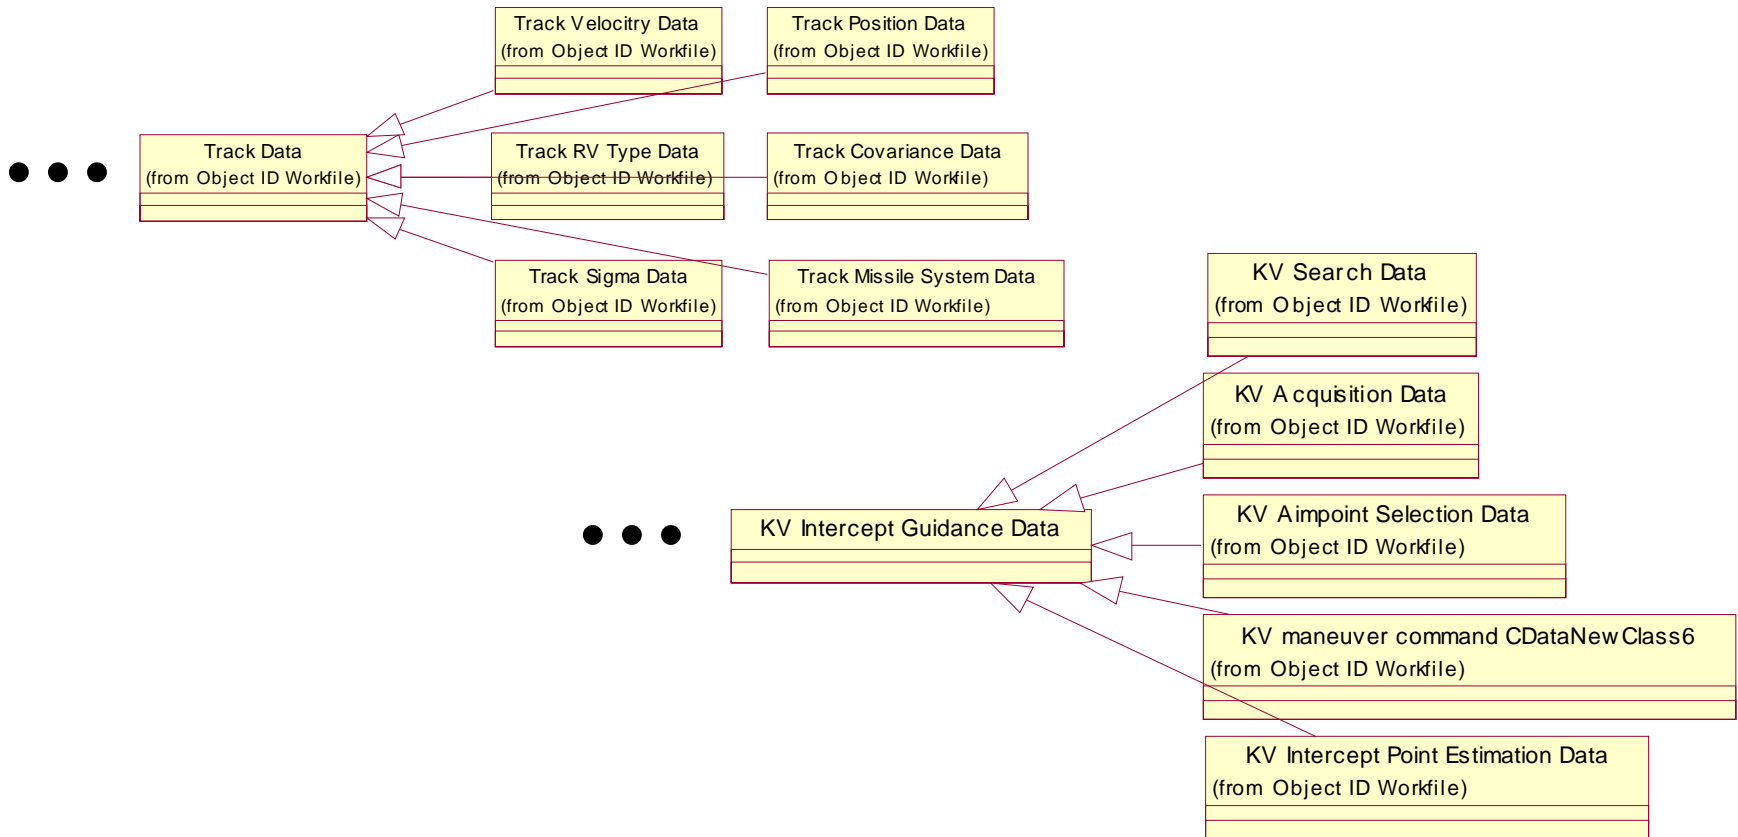 Track Velocitry Data
(from Object ID Workfile)
Track Position Data
(from Object ID Workfile)
Track Data
(from Object ID Workfile)
Track RV Type Data
(from Object ID Workfile)
Track Covariance Data
(from Object ID Workfile)
Track Sigma Data
(from Object ID Workfile)
Track Missile System Data
(from Object ID Workfile)
KV Search Data
(from Object ID Workfile)
KV Acquisition Data
(from Object ID Workfile)
KV Intercept Guidance Data
KV Aimpoint Selection Data
(from Object ID Workfile)
KV maneuver command CDataNewClass6
(from Object ID Workfile)
KV Intercept Point Estimation Data
(from Object ID Workfile)